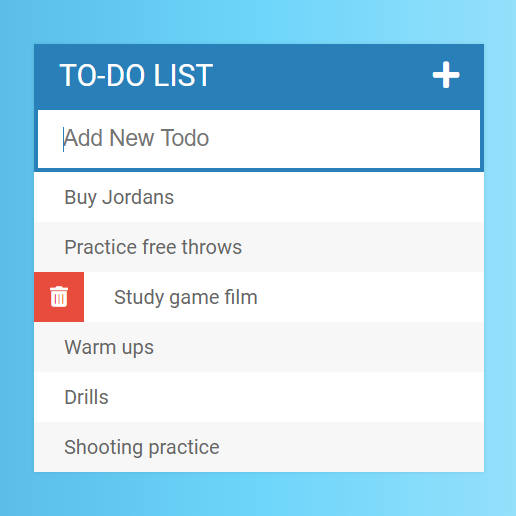 TO-DO LIST
Add New Todo
Buy Jordans
Practice free throws
Study game film
Warm ups
Drills
Shooting practice